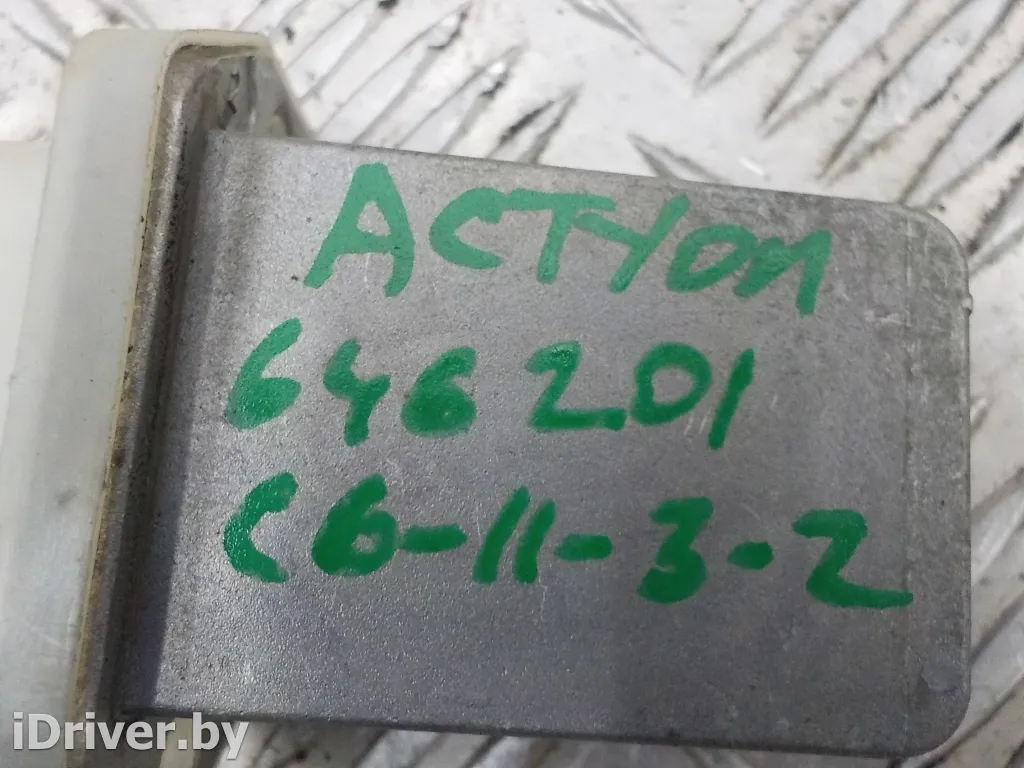 ACTYON
646201
C6-11-3-2
iDriver.by